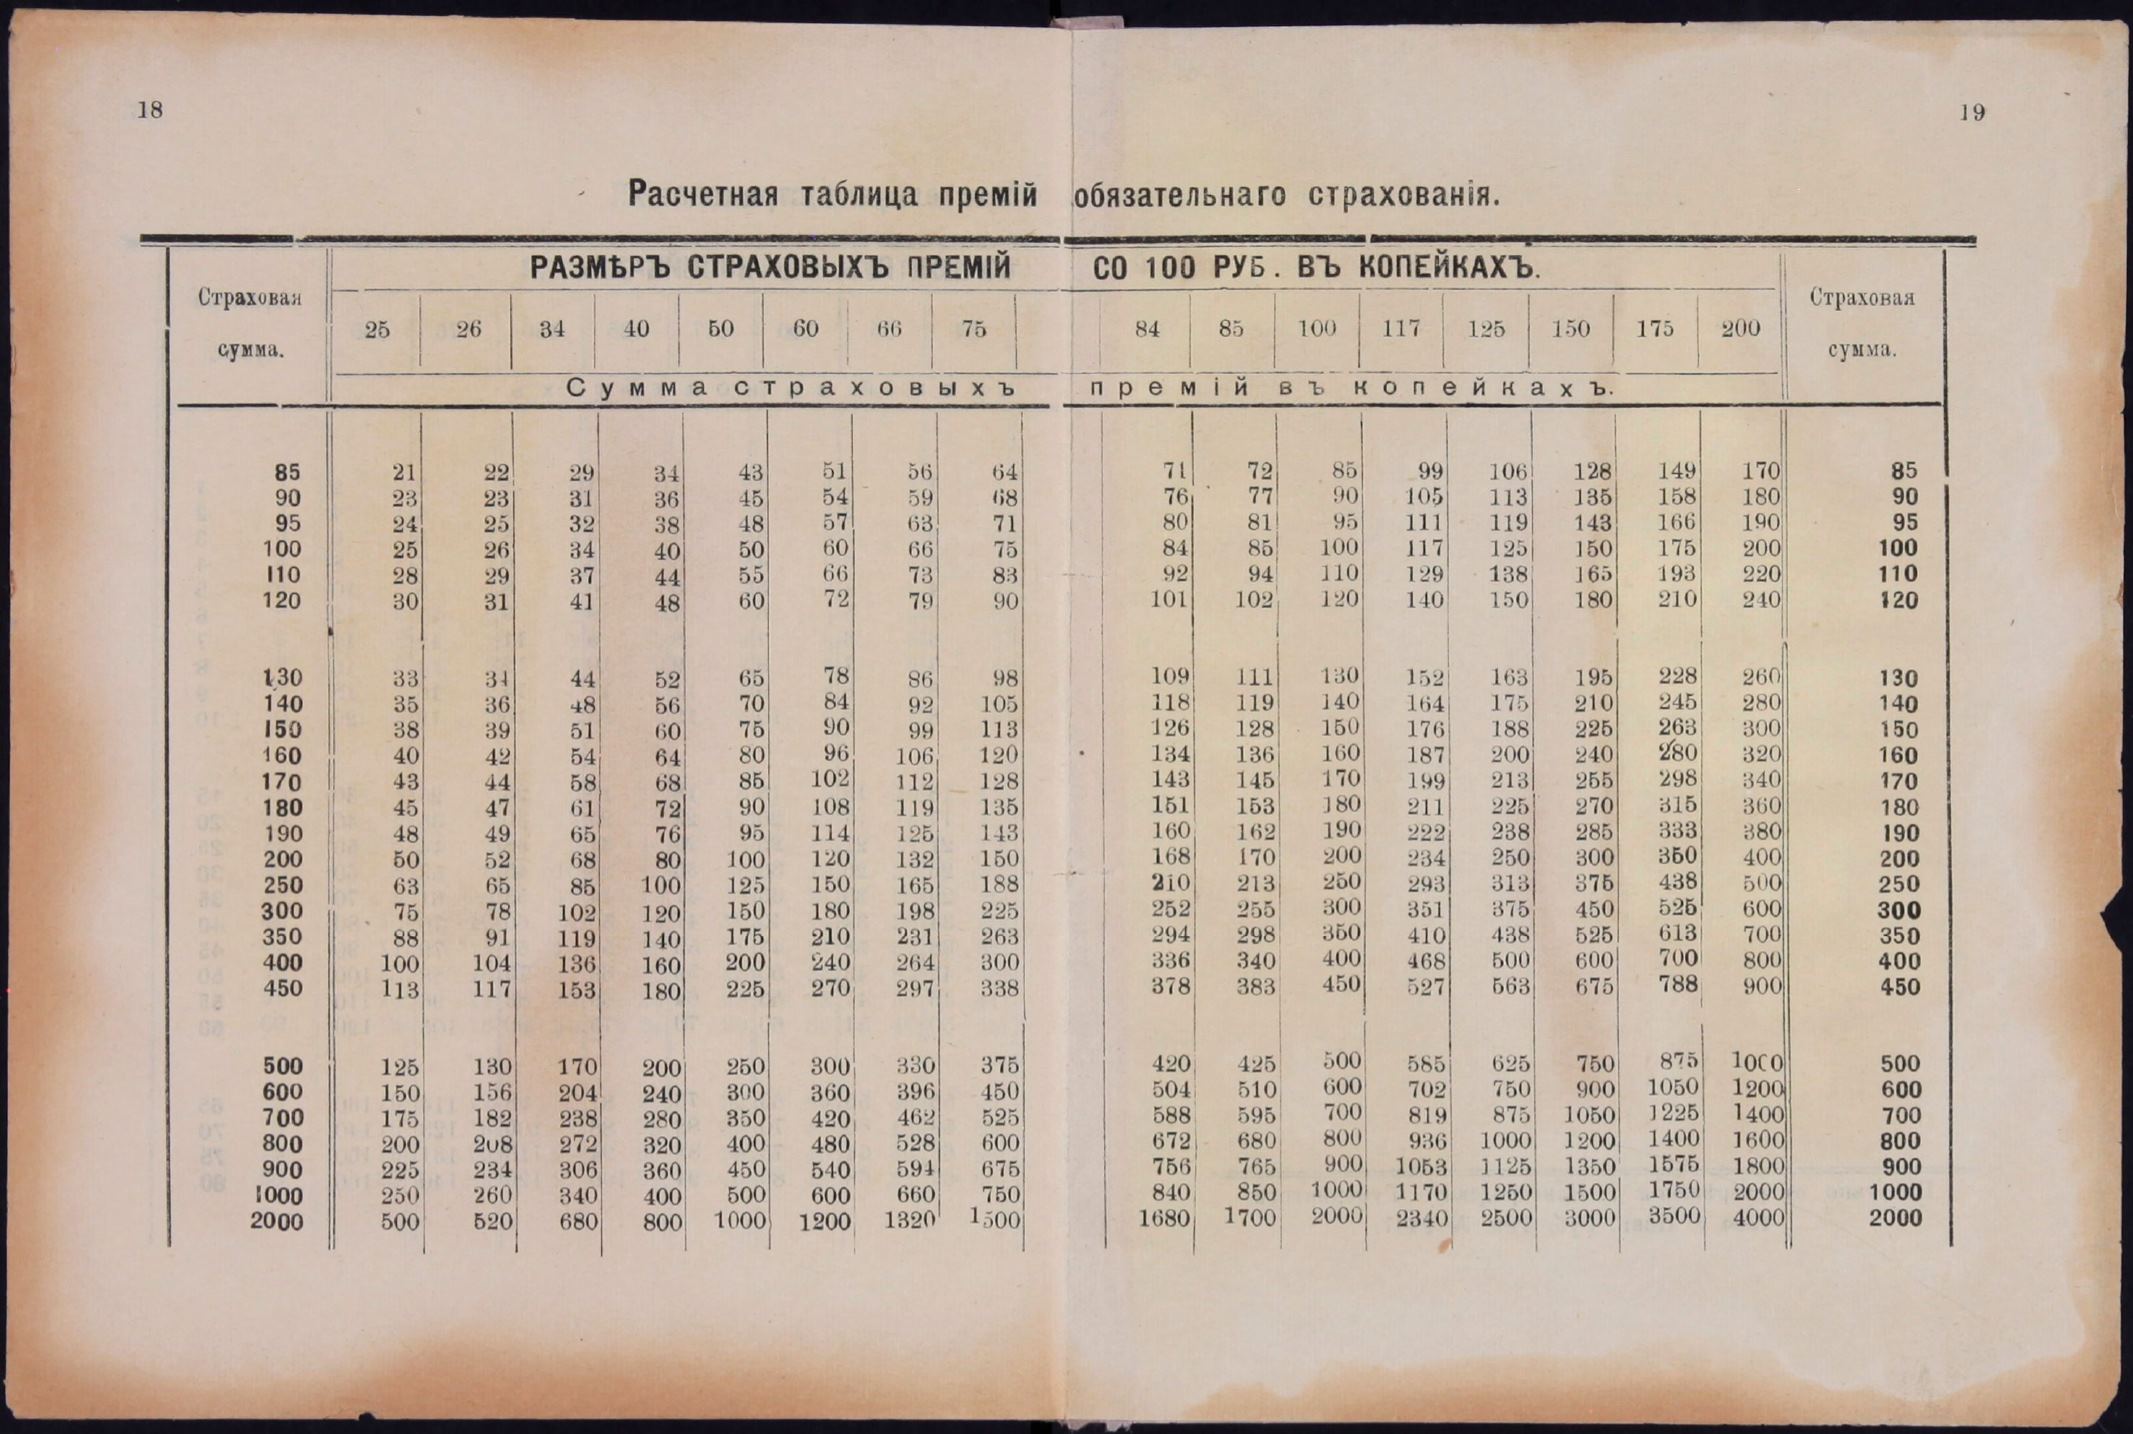 18
19
Расчетная таблица премій обязательнаго страхованія.
Страховая сумма.
РАЗМѢРЪ СТРАХОВЫХЪ ПРЕМІЙ СО 100 РУБ. ВЪ КОПЕЙКАХЪ.
Страховая сумма.
25 26 34 40 50 60 66 75 84 85 100 117 125 150 175 200
Сумма страховыхъ премій въ копейкахъ.
85 21 22 29 34 43 51 56 64 71 72 85 99 106 128 149 170 85
90 23 23 31 36 45 54 59 68 76 77 90 105 113 135 158 180 90
95 24 25 32 38 48 57 63 71 80 81 95 111 119 143 166 190 95
100 25 26 34 40 50 60 66 75 84 85 100 117 125 150 175 200 100
110 28 29 37 44 55 66 73 83 92 94 110 129 138 165 193 220 110
120 30 31 41 48 60 72 79 90 101 102 120 140 150 180 210 240 120
130 33 34 44 52 65 78 86 98 109 111 130 152 163 195 228 260 130
140 35 36 48 56 70 84 92 105 118 119 140 164 175 210 245 280 140
150 38 39 51 60 75 90 99 113 126 128 150 176 188 225 263 300 150
160 40 42 54 64 80 96 106 120 134 136 160 187 200 240 280 320 160
170 43 44 58 68 85 102 112 128 143 145 170 199 213 255 298 340 170
180 45 47 61 72 90 108 119 135 151 153 180 211 225 270 315 360 180
190 48 49 65 76 95 114 125 143 160 162 190 222 238 285 333 380 190
200 50 52 68 80 100 120 132 150 168 170 200 234 250 300 350 400 200
250 63 65 85 100 125 150 165 188 210 213 250 293 313 375 438 500 250
300 75 78 102 120 150 180 198 225 252 255 300 351 375 450 525 600 300
350 88 91 119 140 175 210 231 263 294 298 350 410 438 525 613 700 350
400 100 104 136 160 200 240 264 300 336 340 400 468 500 600 700 800 400
450 113 117 153 180 225 270 297 338 378 383 450 527 563 675 788 900 450
500 125 130 170 200 250 300 330 375 420 425 500 585 625 750 875 1000 500
600 150 156 204 240 300 360 396 450 504 510 600 702 750 900 1050 1200 600
700 175 182 238 280 350 420 462 525 588 595 700 819 875 1050 1225 1400 700
800 200 208 272 320 400 480 528 600 672 680 800 936 1000 1200 1400 1600 800
900 225 234 306 360 450 540 594 675 756 765 900 1053 1125 1350 1575 1800 900
1000 250 260 340 400 500 600 660 750 840 850 1000 1170 1250 1500 1750 2000 1000
2000 500 520 680 800 1000 1200 1320 1500 1680 1700 2000 2340 2500 3000 3500 4000 2000